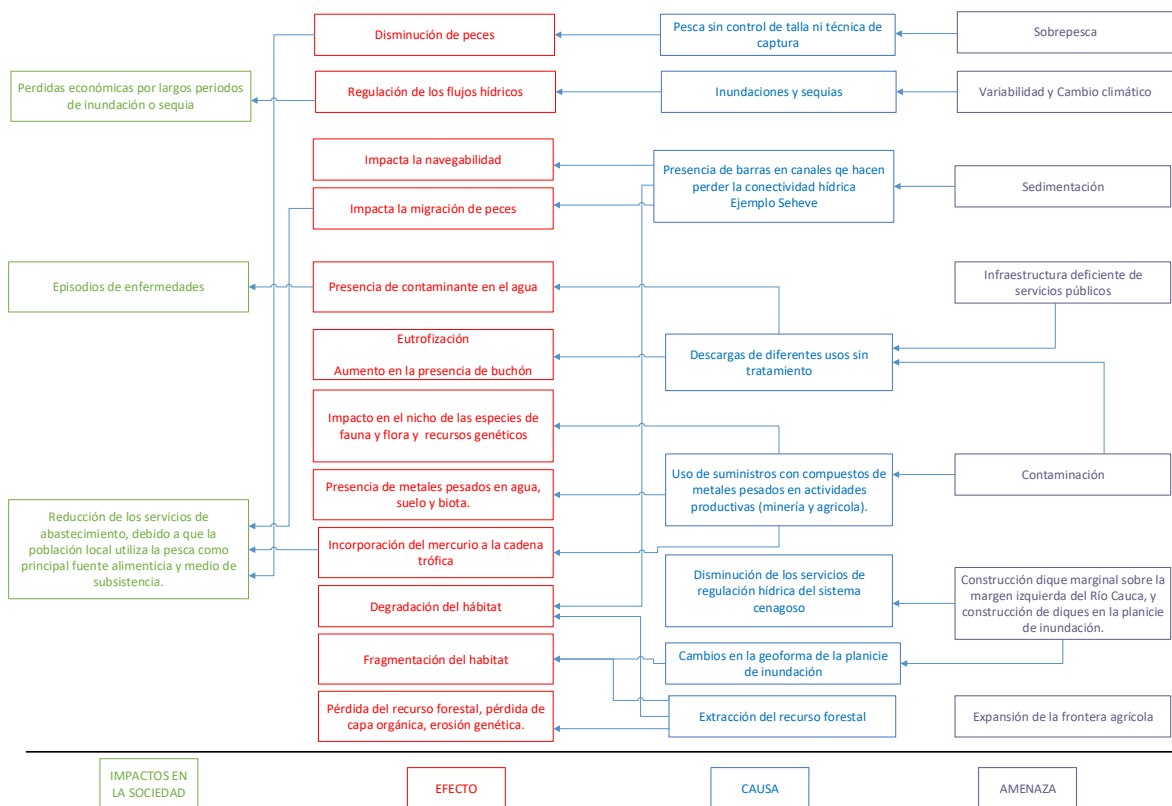 Disminución de peces
Pesca sin control de talla ni técnica de
captura
Sobrepesca
Perdidas económicas por largos periodos
de inundación o sequia
Regulación de los flujos hídricos
Inundaciones y sequias
Variabilidad y Cambio climático
Impacta la navegabilidad
Presencia de barras en canales qe hacen
perder la conectividad hídrica
Ejemplo Seheve
Sedimentación
Impacta la migración de peces
Episodios de enfermedades
Presencia de contaminante en el agua
Infraestructura deficiente de
servicios públicos
Eutrofización
Aumento en la presencia de buchón
Descargas de diferentes usos sin
tratamiento
Impacto en el nicho de las especies de
fauna y flora y recursos genéticos
Presencia de metales pesados en agua,
suelo y biota.
Uso de suministros con compuestos de
metales pesados en actividades
productivas (minería y agricola).
Contaminación
Reducción de los servicios de
abastecimiento, debido a que la
población local utiliza la pesca como
principal fuente alimenticia y medio de
subsistencia.
Incorporación del mercurio a la cadena
trófica
Disminución de los servicios de
regulación hídrica del sistema
cenagoso
Construcción dique marginal sobre la
margen izquierda del Río Cauca, y
construcción de diques en la planicie
de inundación.
Degradación del hábitat
Fragmentación del habitat
Cambios en la geoforma de la planicie
de inundación
Pérdida del recurso forestal, pérdida de
capa orgánica, erosión genética.
Extracción del recurso forestal
Expansión de la frontera agrícola
IMPACTOS EN
LA SOCIEDAD
EFECTO
CAUSA
AMENAZA